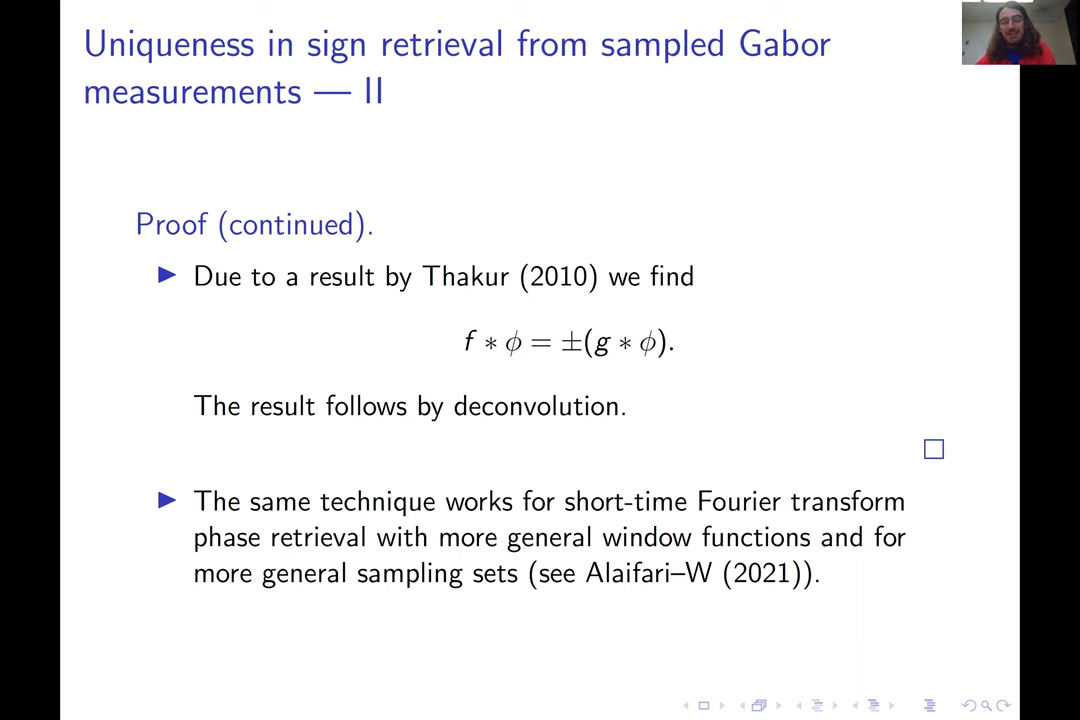 Uniqueness in sign retrieval from sampled Gabor
measurements — II
Proof (continued).
▶ Due to a result by Thakur (2010) we find
f ∗ ϕ = ±(g ∗ ϕ).
The result follows by deconvolution.
□
▶ The same technique works for short-time Fourier transform
phase retrieval with more general window functions and for
more general sampling sets (see Alaifari–W (2021)).